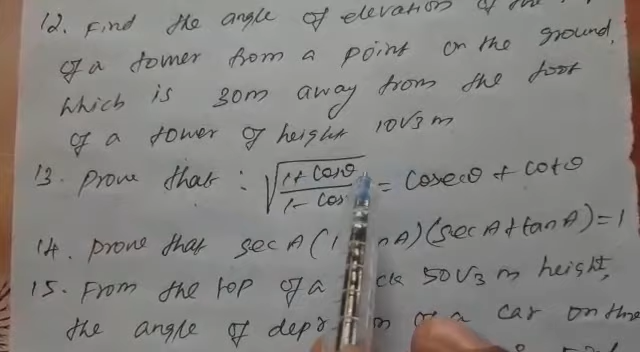 12. Find the angle of elevation of the
of a tower from a point on the ground,
which is 30m away from the foot
of a tower of height 10√3 m
13. Prove that : √(1+Cosθ / 1-Cos = Cosecθ + Cotθ
14. Prove that SecA(1 nA)(SecA+tanA)=1
15. From the top of a ck 50√3 m height,
the angle of depr n of a car on the